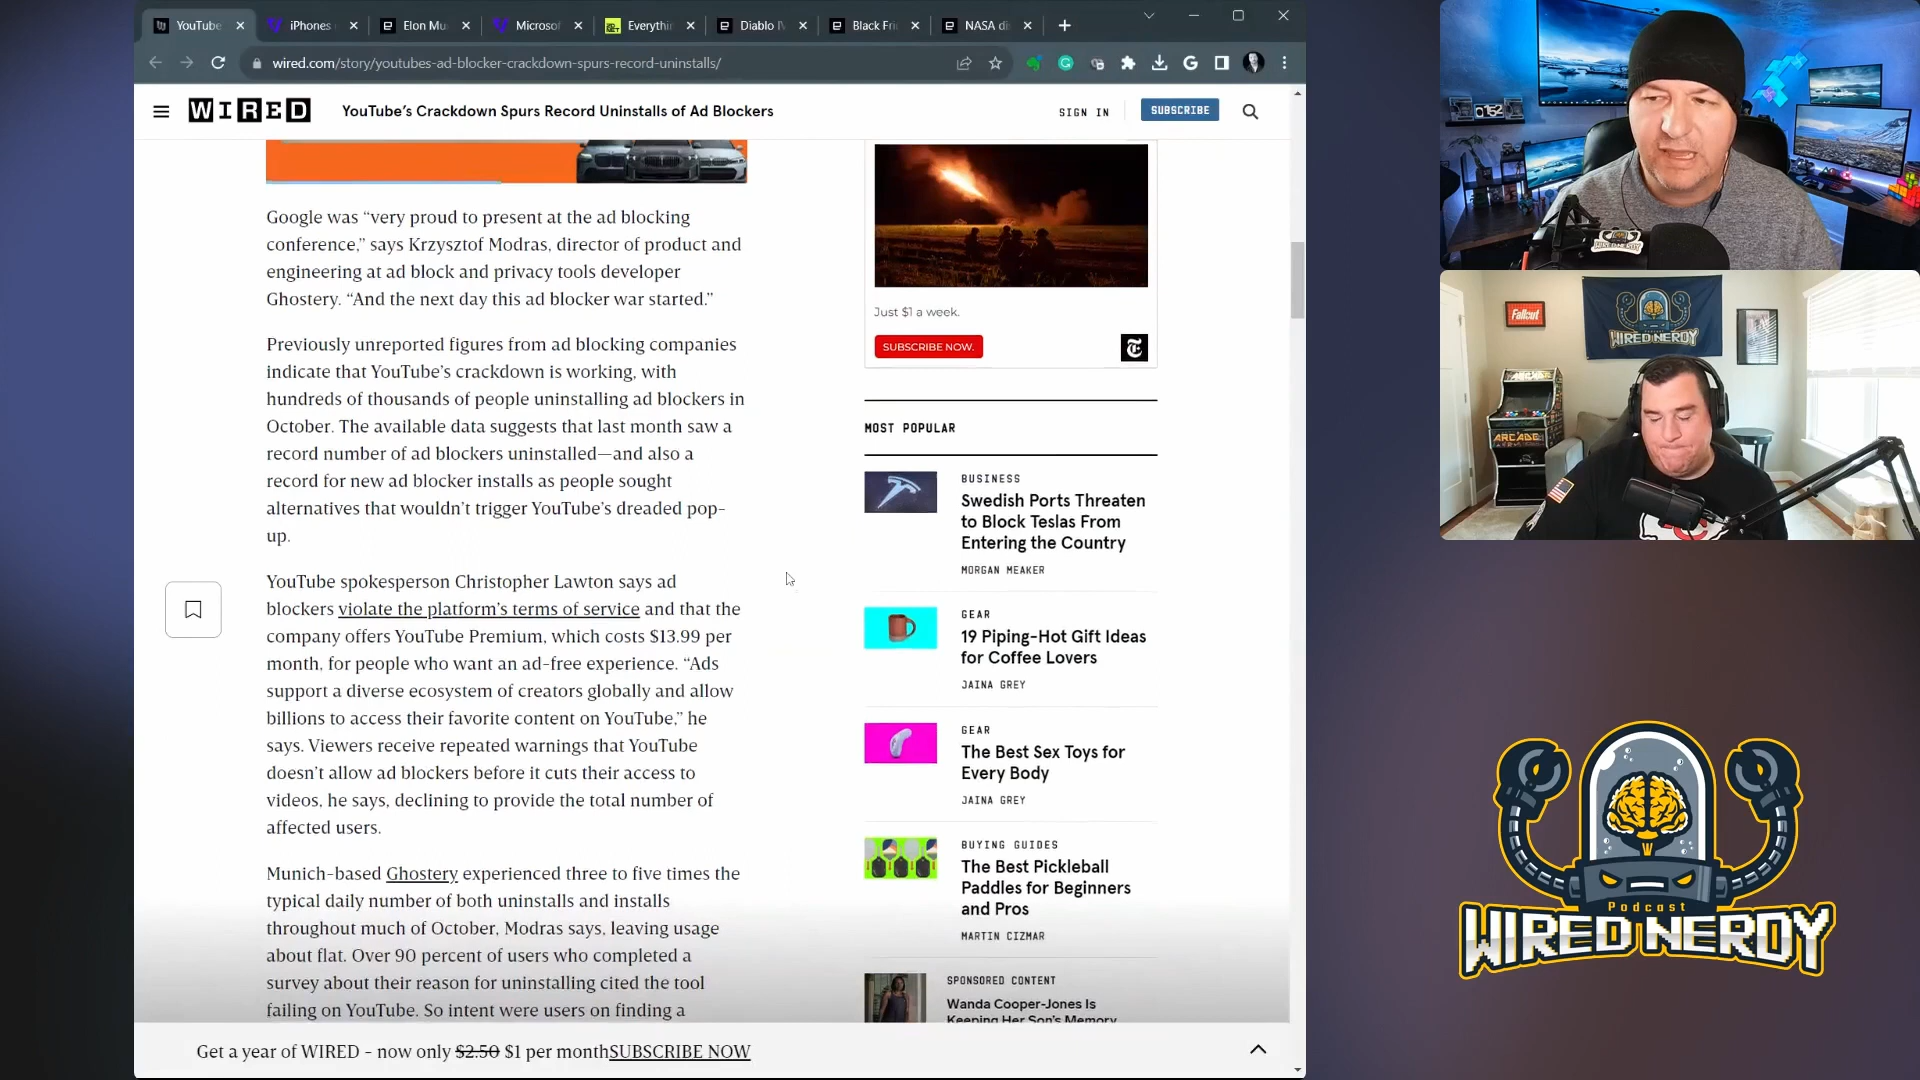 YouTube
iPhones
Elon Mus
Microsof
Everythi
Diablo IV
Black Fri
NASA di
wired.com/story/youtubes-ad-blocker-crackdown-spurs-record-uninstalls/
WIRED
YouTube’s Crackdown Spurs Record Uninstalls of Ad Blockers
SIGN IN
SUBSCRIBE
Google was “very proud to present at the ad blocking
conference,” says Krzysztof Modras, director of product and
engineering at ad block and privacy tools developer
Ghostery. “And the next day this ad blocker war started.”
Previously unreported figures from ad blocking companies
indicate that YouTube’s crackdown is working, with
hundreds of thousands of people uninstalling ad blockers in
October. The available data suggests that last month saw a
record number of ad blockers uninstalled—and also a
record for new ad blocker installs as people sought
alternatives that wouldn’t trigger YouTube’s dreaded pop-
up.
YouTube spokesperson Christopher Lawton says ad
blockers violate the platform’s terms of service and that the
company offers YouTube Premium, which costs $13.99 per
month, for people who want an ad-free experience. “Ads
support a diverse ecosystem of creators globally and allow
billions to access their favorite content on YouTube,” he
says. Viewers receive repeated warnings that YouTube
doesn’t allow ad blockers before it cuts their access to
videos, he says, declining to provide the total number of
affected users.
Munich-based Ghostery experienced three to five times the
typical daily number of both uninstalls and installs
throughout much of October, Modras says, leaving usage
about flat. Over 90 percent of users who completed a
survey about their reason for uninstalling cited the tool
failing on YouTube. So intent were users on finding a
Just $1 a week.
SUBSCRIBE NOW.
MOST POPULAR
BUSINESS
Swedish Ports Threaten
to Block Teslas From
Entering the Country
MORGAN MEAKER
GEAR
19 Piping-Hot Gift Ideas
for Coffee Lovers
JAINA GREY
GEAR
The Best Sex Toys for
Every Body
JAINA GREY
BUYING GUIDES
The Best Pickleball
Paddles for Beginners
and Pros
MARTIN CIZMAR
SPONSORED CONTENT
Wanda Cooper-Jones Is
Keeping Her Son’s Memory
Get a year of WIRED - now only $2.50 $1 per month SUBSCRIBE NOW
WIRED NERDY
Fallout
WIRED NERDY
ARCADE
Podcast
WIRED NERDY